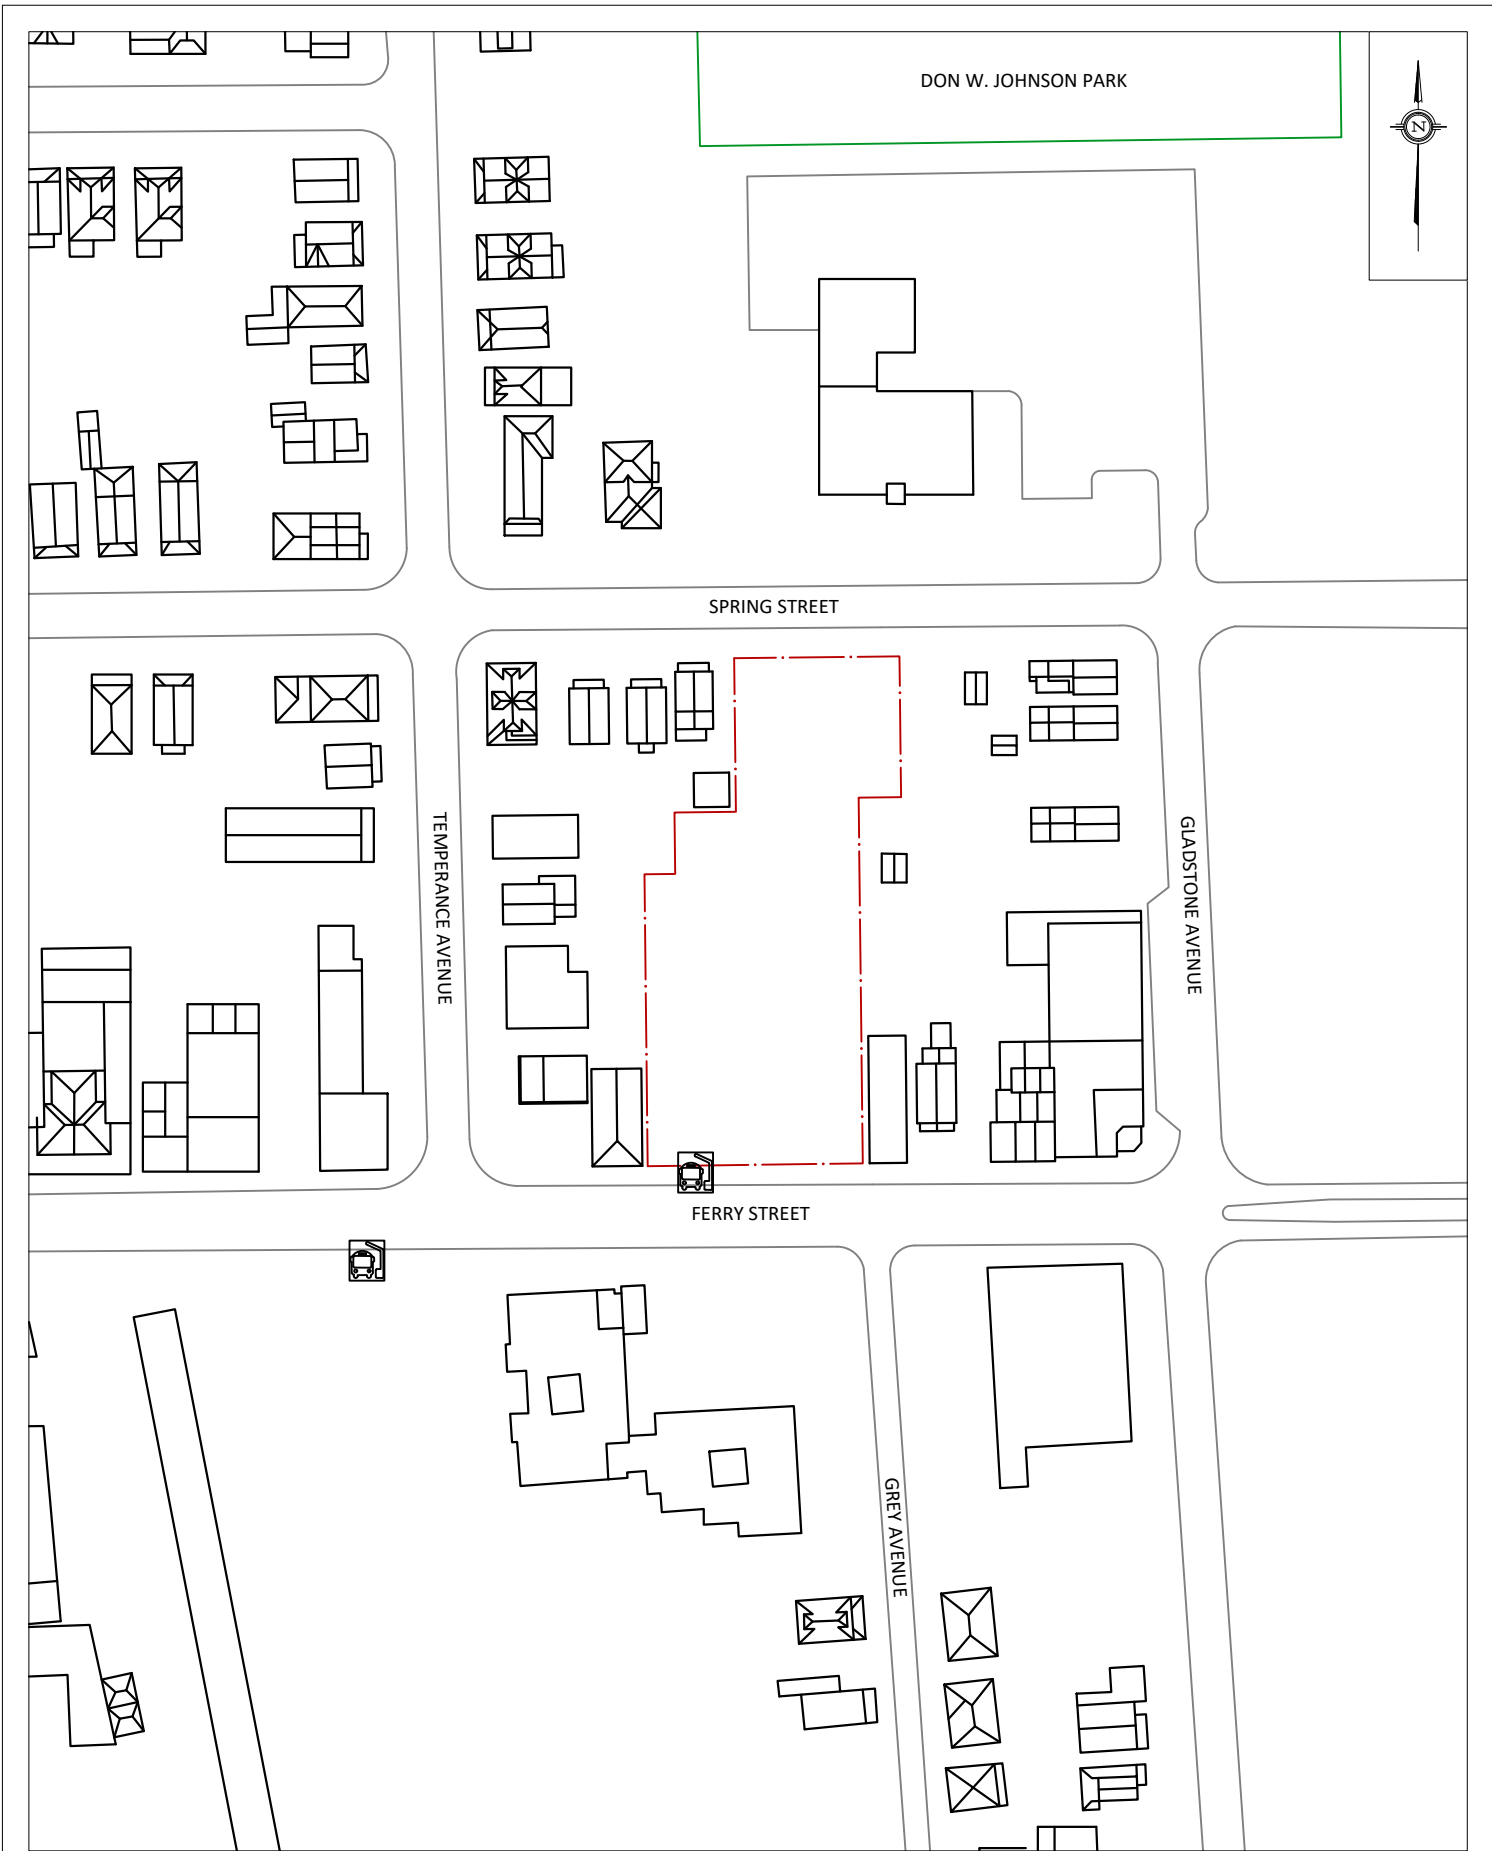 DON W. JOHNSON PARK
N
SPRING STREET
TEMPERANCE AVENUE
GLADSTONE AVENUE
FERRY STREET
GREY AVENUE